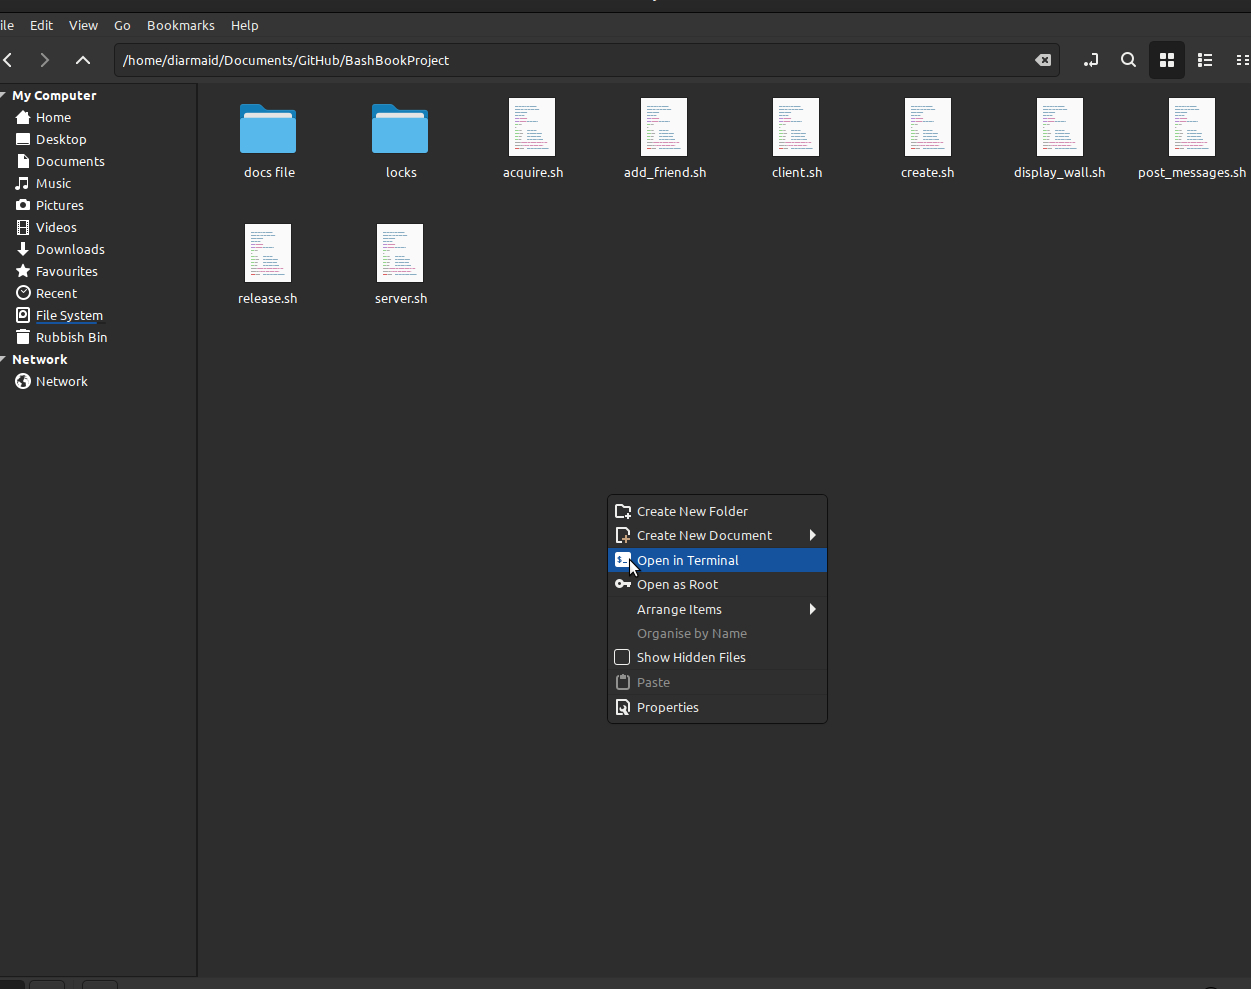 ile Edit View Go Bookmarks Help
/home/diarmaid/Documents/GitHub/BashBookProject
My Computer
Home
Desktop
Documents
Music
Pictures
Videos
Downloads
Favourites
Recent
File System
Rubbish Bin
Network
Network
docs file locks acquire.sh add_friend.sh client.sh create.sh display_wall.sh post_messages.sh
release.sh server.sh
Create New Folder
Create New Document
Open in Terminal
Open as Root
Arrange Items
Organise by Name
Show Hidden Files
Paste
Properties